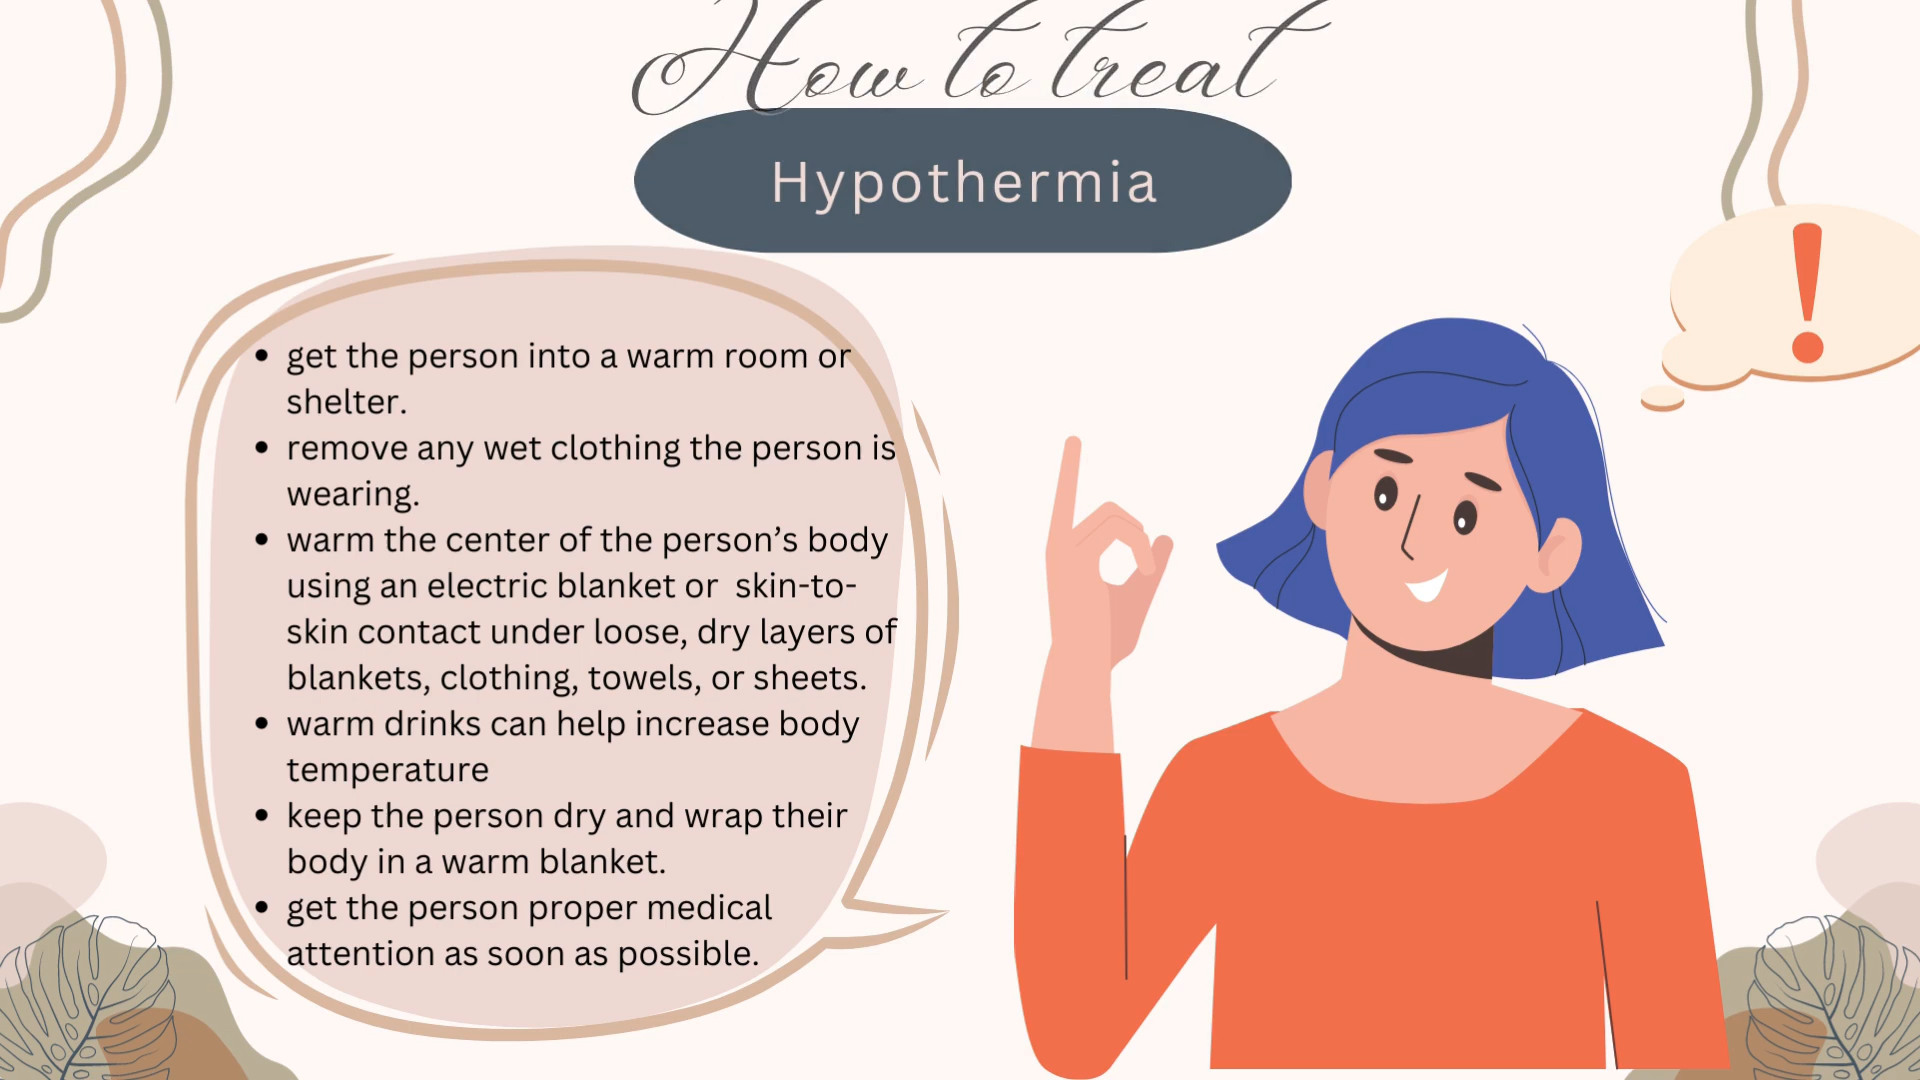 How to treat
Hypothermia
• get the person into a warm room or
shelter.
• remove any wet clothing the person is
wearing.
• warm the center of the person’s body
using an electric blanket or  skin-to-
skin contact under loose, dry layers of
blankets, clothing, towels, or sheets.
• warm drinks can help increase body
temperature
• keep the person dry and wrap their
body in a warm blanket.
• get the person proper medical
attention as soon as possible.
!